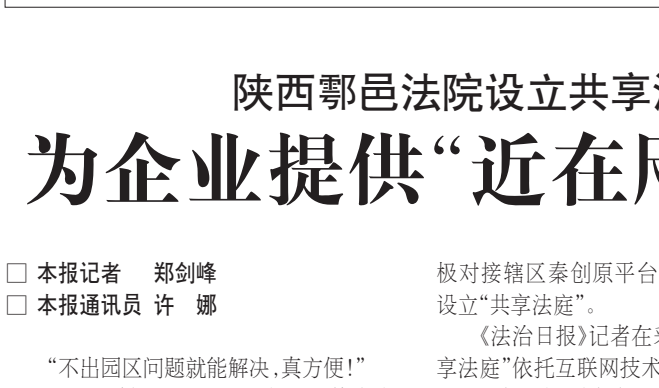 陕西鄠邑法院设立共享
为企业提供“近在
□ 本报记者 郑剑峰
□ 本报通讯员 许 娜
“不出园区问题就能解决,真方便!”
极对接辖区秦创原平台
设立“共享法庭”。
《法治日报》记者在
享法庭”依托互联网技术